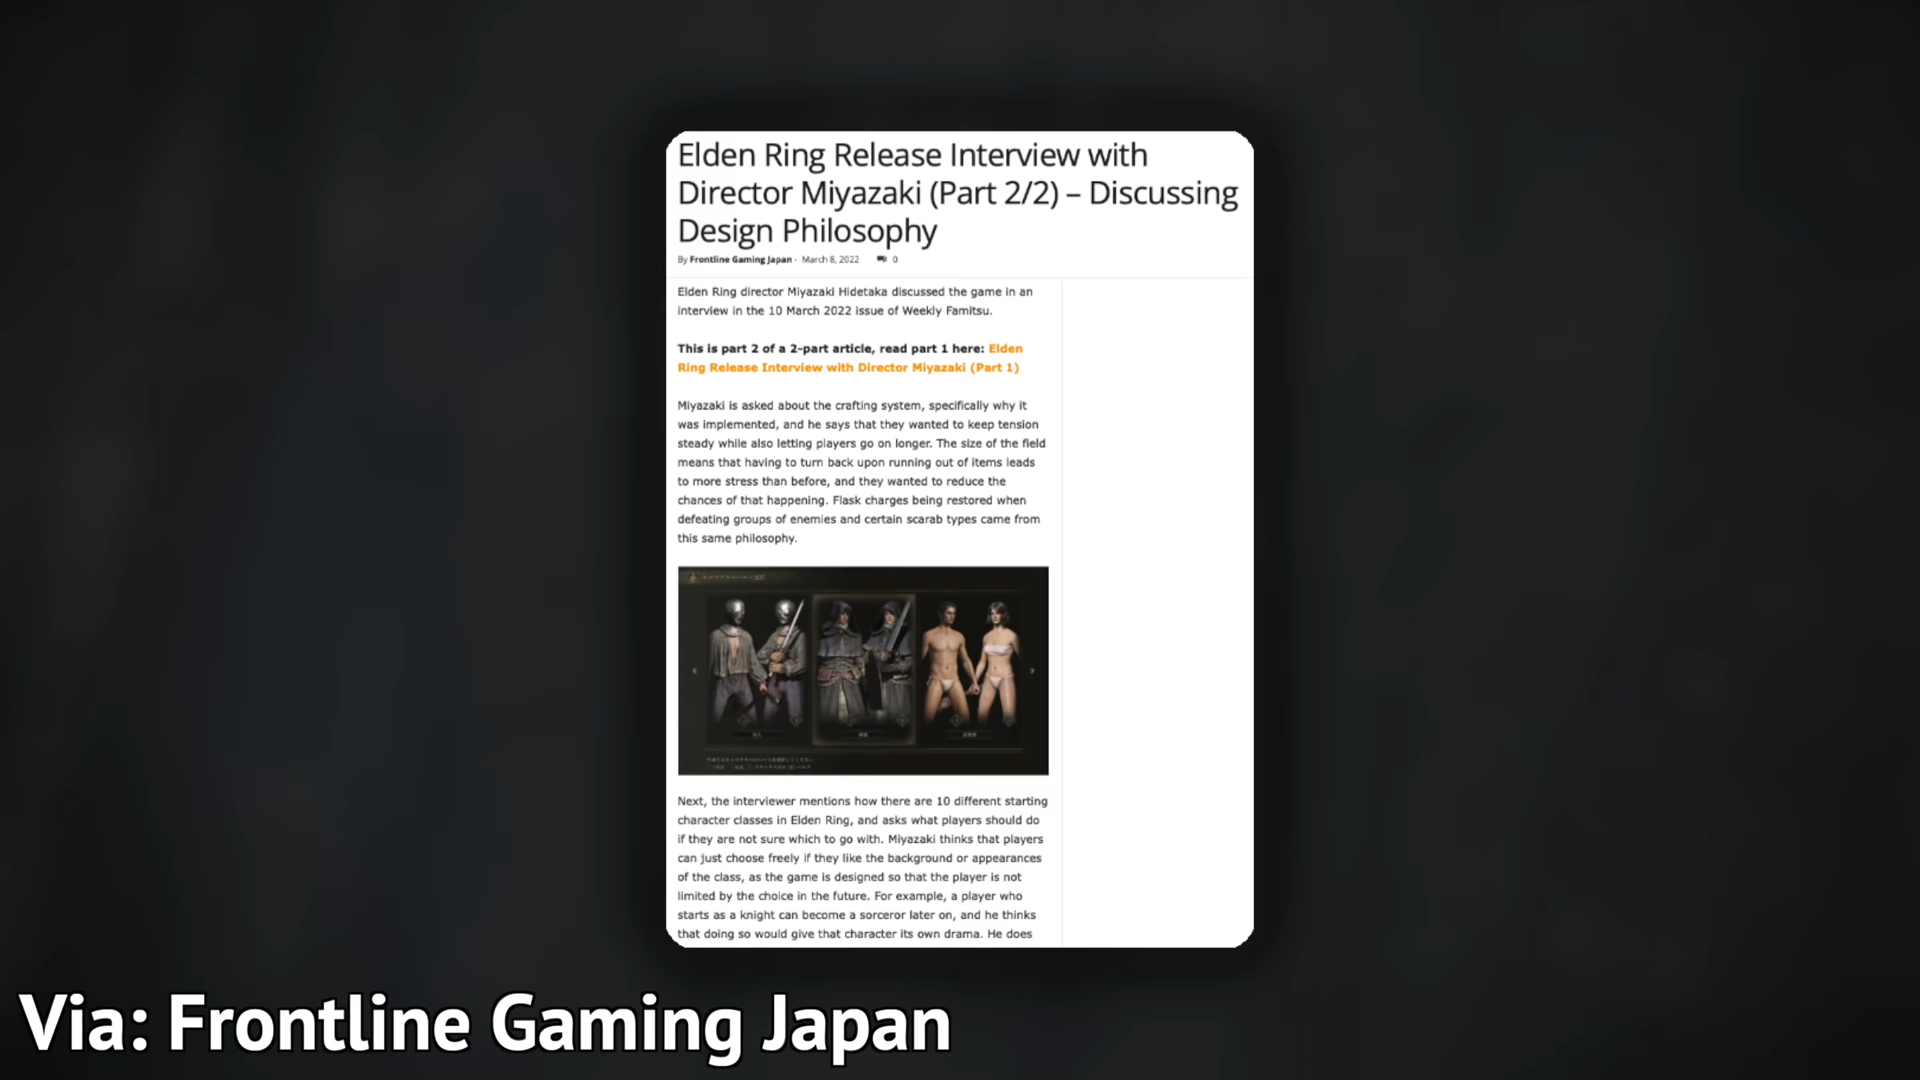 Elden Ring Release Interview with
Director Miyazaki (Part 2/2) – Discussing
Design Philosophy
By Frontline Gaming Japan - March 8, 2022 0
Elden Ring director Miyazaki Hidetaka discussed the game in an
interview in the 10 March 2022 issue of Weekly Famitsu.
This is part 2 of a 2-part article, read part 1 here: Elden
Ring Release Interview with Director Miyazaki (Part 1)
Miyazaki is asked about the crafting system, specifically why it
was implemented, and he says that they wanted to keep tension
steady while also letting players go on longer. The size of the field
means that having to turn back upon running out of items leads
to more stress than before, and they wanted to reduce the
chances of that happening. Flask charges being restored when
defeating groups of enemies and certain scarab types came from
this same philosophy.
Next, the interviewer mentions how there are 10 different starting
character classes in Elden Ring, and asks what players should do
if they are not sure which to go with. Miyazaki thinks that players
can just choose freely if they like the background or appearances
of the class, as the game is designed so that the player is not
limited by the choice in the future. For example, a player who
starts as a knight can become a sorceror later on, and he thinks
that doing so would give that character its own drama. He does
Via: Frontline Gaming Japan